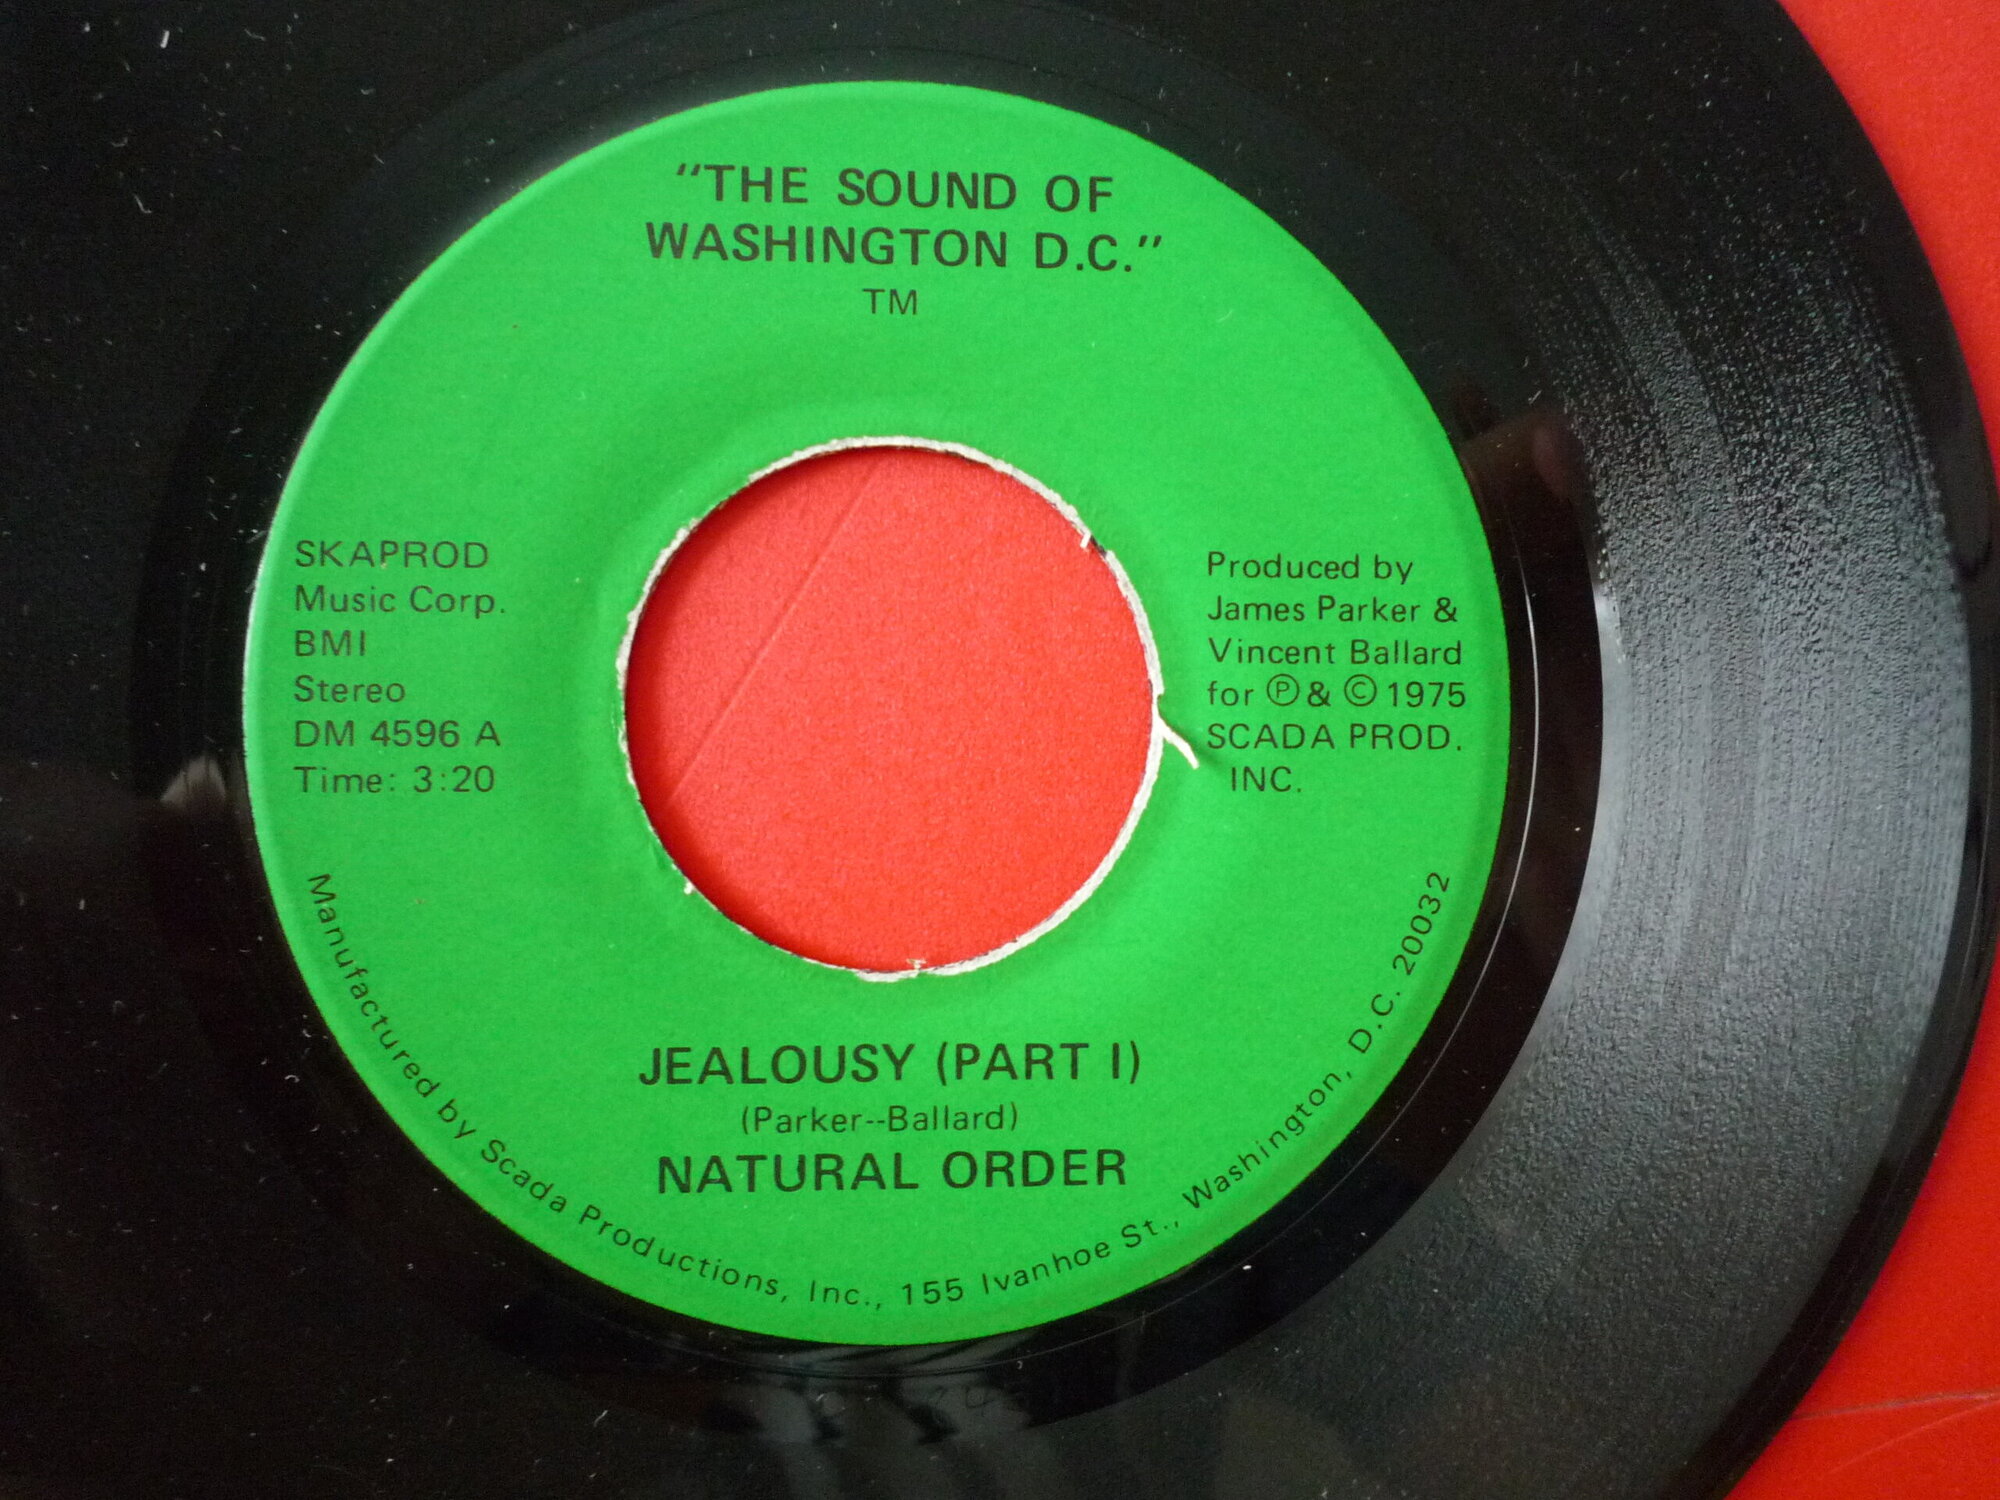 "THE SOUND OF
WASHINGTON D.C."
TM
SKAPROD
Music Corp.
BMI
Stereo
DM 4596 A
Time: 3:20
Produced by
James Parker &
Vincent Ballard
for Ⓟ & © 1975
SCADA PROD.
INC.
JEALOUSY (PART I)
(Parker--Ballard)
NATURAL ORDER
Manufactured by Scada Productions, Inc., 155 Ivanhoe St., Washington, D.C. 20032